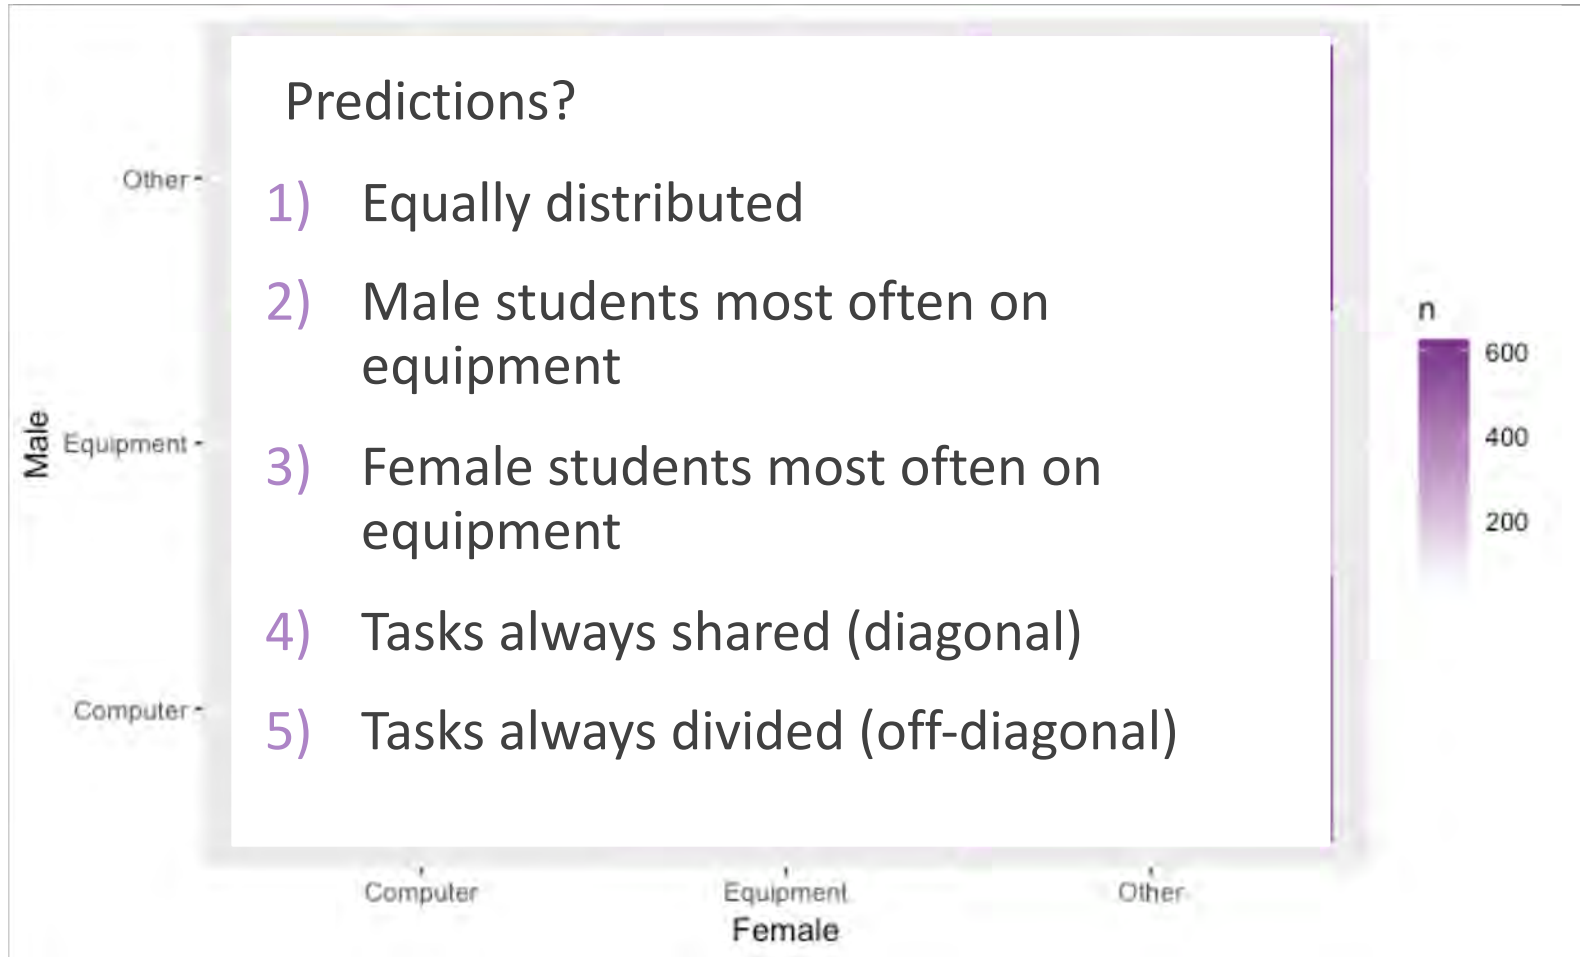 Predictions?
1) Equally distributed
2) Male students most often on
equipment
3) Female students most often on
equipment
4) Tasks always shared (diagonal)
5) Tasks always divided (off-diagonal)
Other
Equipment
Computer
Male
Computer
Equipment
Other
Female
n
600
400
200